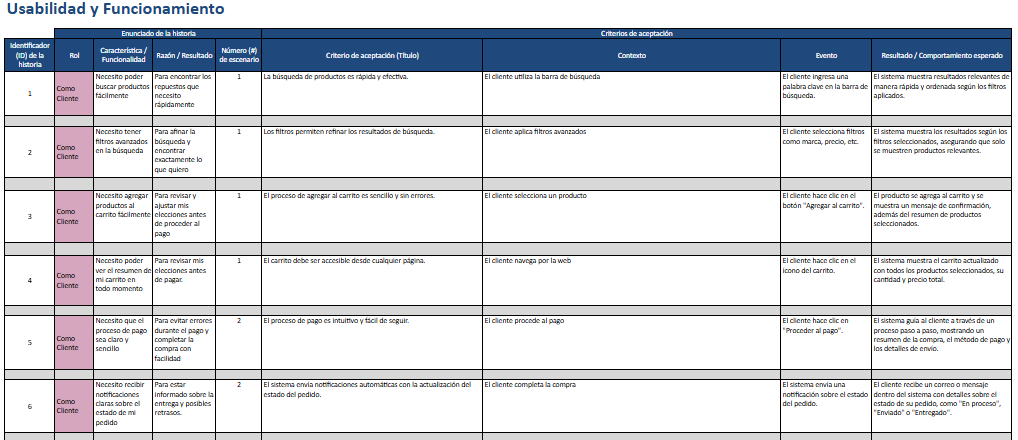 Usabilidad y Funcionamiento
Enunciado de la historia
Criterios de aceptación
Identificador
(ID) de la
historia
Rol
Característica /
Funcionalidad
Razón / Resultado
Número (#)
de escenario
Criterio de aceptación (Título)
Contexto
Evento
Resultado / Comportamiento esperado
1
Como
Cliente
Necesito poder
buscar productos
fácilmente
Para encontrar los
repuestos que
necesito
rápidamente
1
La búsqueda de productos es rápida y efectiva.
El cliente utiliza la barra de búsqueda
El cliente ingresa una
palabra clave en la barra de
búsqueda.
El sistema muestra resultados relevantes de
manera rápida y ordenada según los filtros
aplicados.
2
Como
Cliente
Necesito tener
filtros avanzados
en la búsqueda
Para afinar la
búsqueda y
encontrar
exactamente lo
que quiero
1
Los filtros permiten refinar los resultados de búsqueda.
El cliente aplica filtros avanzados
El cliente selecciona filtros
como marca, precio, etc.
El sistema muestra los resultados según los
filtros seleccionados, asegurando que solo
se muestren productos relevantes.
3
Como
Cliente
Necesito agregar
productos al
carrito fácilmente
Para revisar y
ajustar mis
elecciones antes
de proceder al
pago
1
El proceso de agregar al carrito es sencillo y sin errores.
El cliente selecciona un producto
El cliente hace clic en el
botón "Agregar al carrito".
El producto se agrega al carrito y se
muestra un mensaje de confirmación,
además del resumen de productos
seleccionados.
4
Como
Cliente
Necesito poder
ver el resumen de
mi carrito en
todo momento
Para revisar mis
elecciones antes
de pagar.
1
El carrito debe ser accesible desde cualquier página.
El cliente navega por la web
El cliente hace clic en el
ícono del carrito.
El sistema muestra el carrito actualizado
con todos los productos seleccionados, su
cantidad y precio total.
5
Como
Cliente
Necesito que el
proceso de pago
sea claro y
sencillo
Para evitar errores
durante el pago y
completar la
compra con
facilidad
2
El proceso de pago es intuitivo y fácil de seguir.
El cliente procede al pago
El cliente hace clic en
"Proceder al pago".
El sistema guía al cliente a través de un
proceso paso a paso, mostrando un
resumen de la compra, el método de pago y
los detalles de envío.
6
Como
Cliente
Necesito recibir
notificaciones
claras sobre el
estado de mi
pedido
Para estar
informado sobre la
entrega y posibles
retrasos.
2
El sistema envía notificaciones automáticas con la actualización del
estado del pedido.
El cliente completa la compra
El sistema envía una
notificación sobre el estado
del pedido.
El cliente recibe un correo o mensaje
dentro del sistema con detalles sobre el
estado de su pedido, como "En proceso",
"Enviado" o "Entregado".